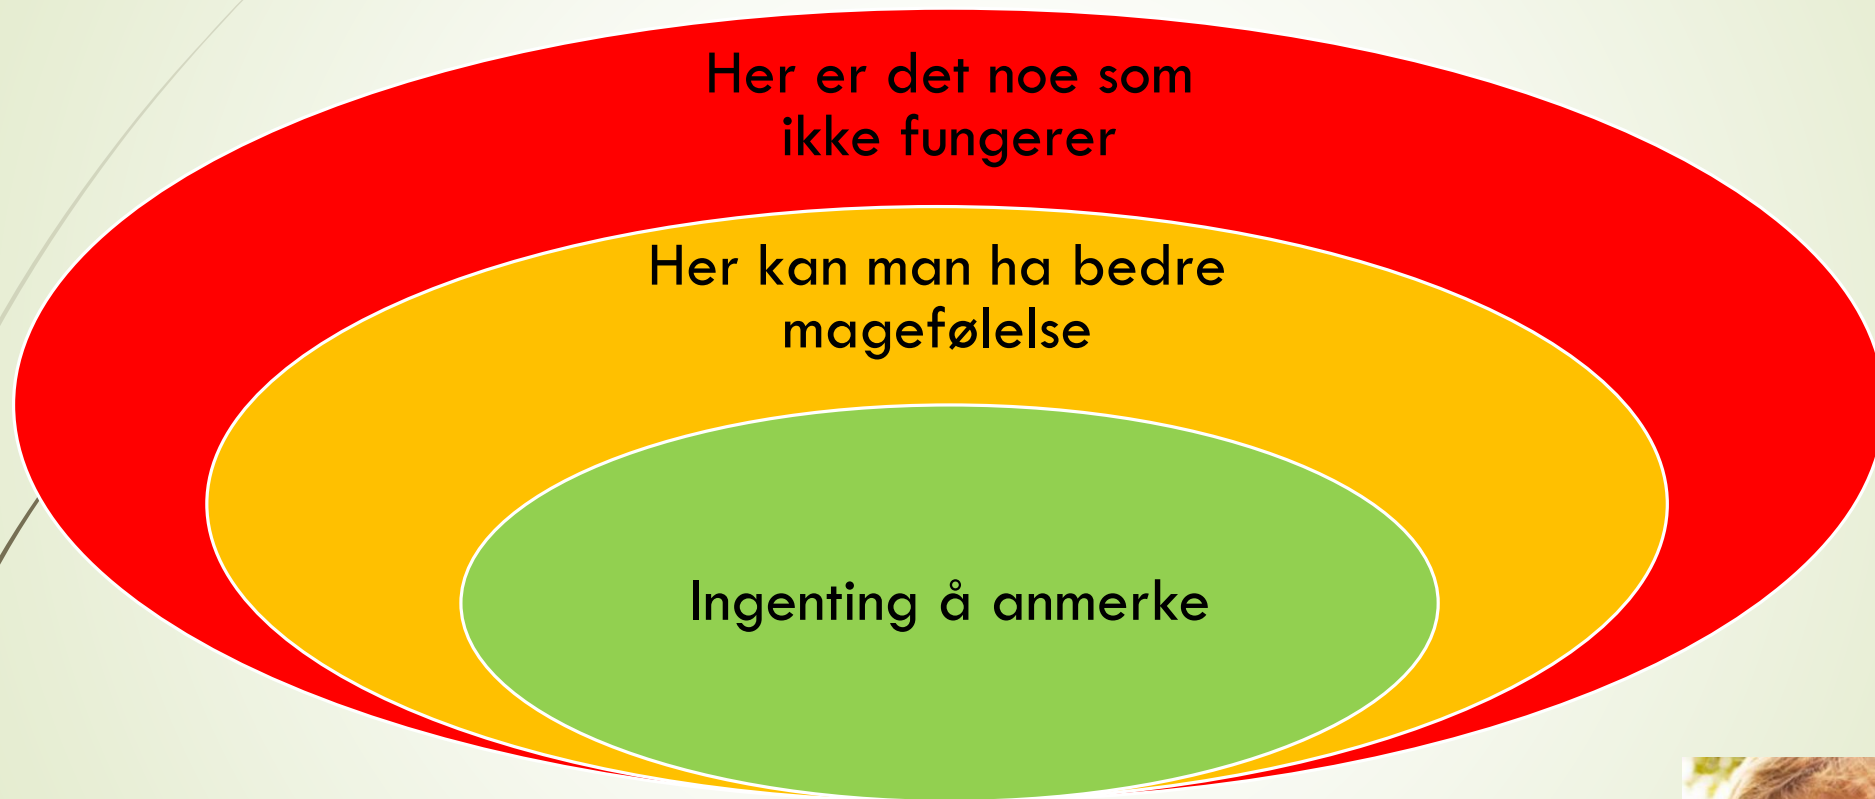 Her er det noe som
ikke fungerer
Her kan man ha bedre
magefølelse
Ingenting å anmerke